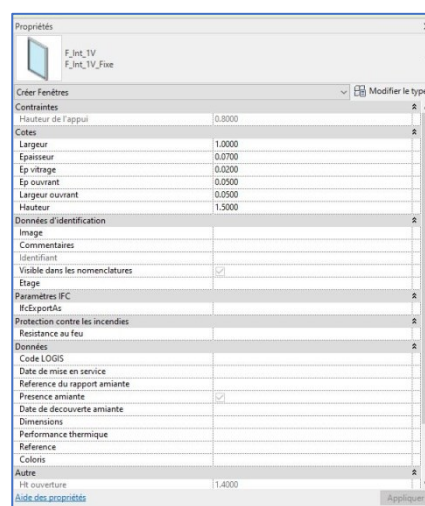 Propriétés
F_Int_1V
F_Int_1V_Fixe
Créer Fenêtres
Modifier le type
Contraintes
Hauteur de l'appui 0.8000
Cotes
Largeur 1.0000
Epaisseur 0.0700
Ep vitrage 0.0200
Ep ouvrant 0.0500
Largeur ouvrant 0.0500
Hauteur 1.5000
Données d'identification
Image
Commentaires
Identifiant
Visible dans les nomenclatures
Etage
Paramètres IFC
IfcExportAs
Protection contre les incendies
Resistance au feu
Données
Code LOGIS
Date de mise en service
Reference du rapport amiante
Presence amiante
Date de decouverte amiante
Dimensions
Performance thermique
Reference
Coloris
Autre
Ht ouverture 1.4000
Aide des propriétés
Appliquer